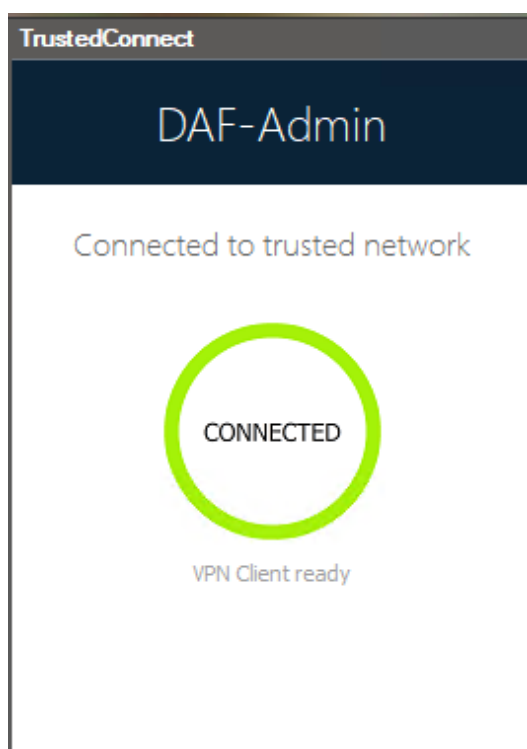 TrustedConnect
DAF-Admin
Connected to trusted network
CONNECTED
VPN Client ready